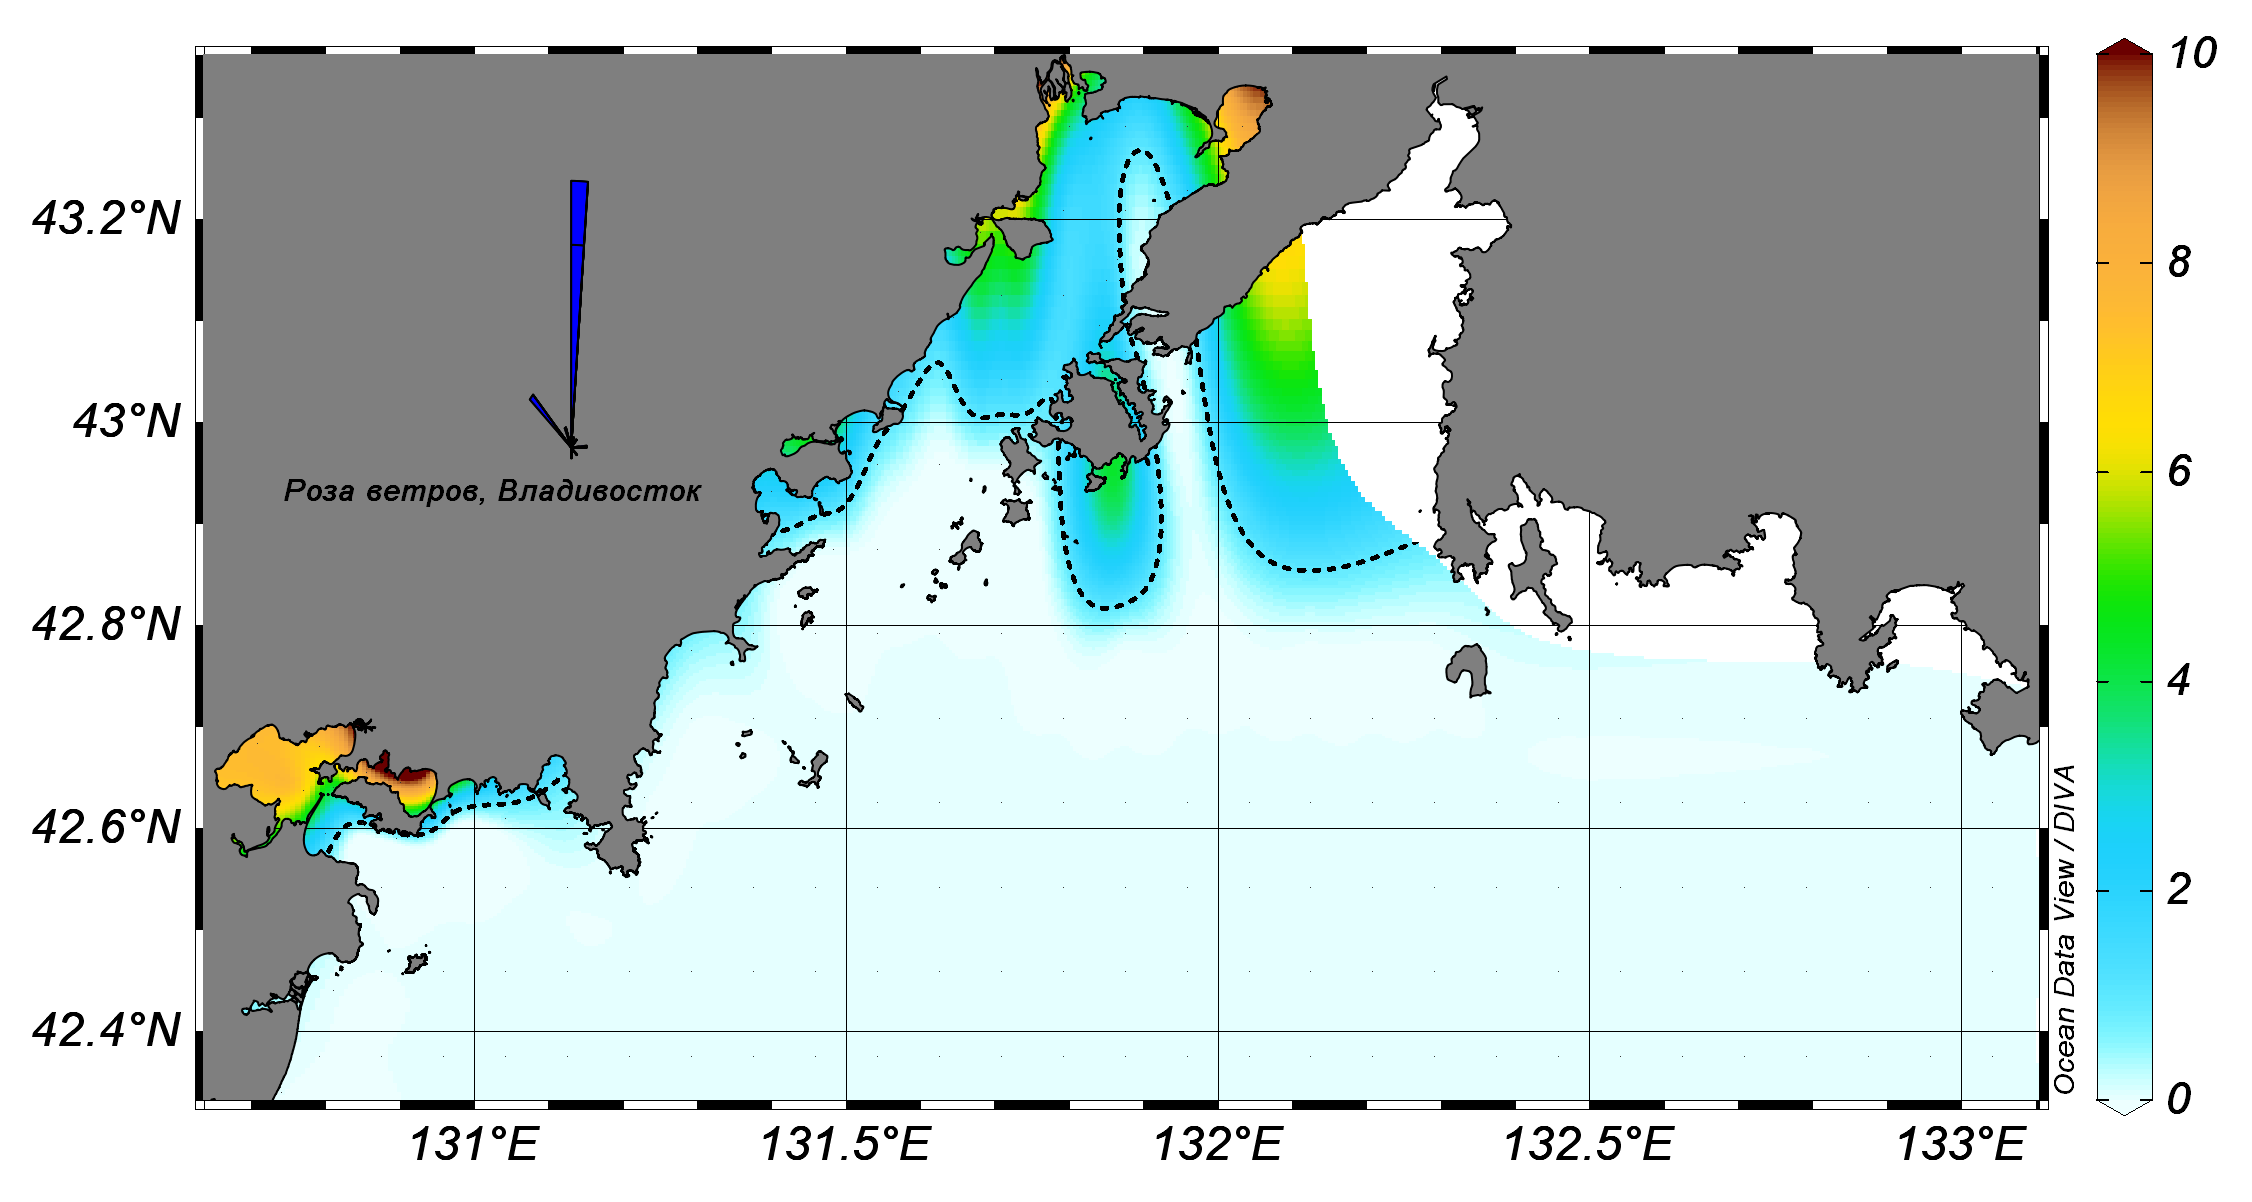 10
43.2°N
8
6
43°N
Роза ветров, Владивосток
4
42.8°N
2
42.6°N
Ocean Data View / DIVA
42.4°N
0
131°E
131.5°E
132°E
132.5°E
133°E